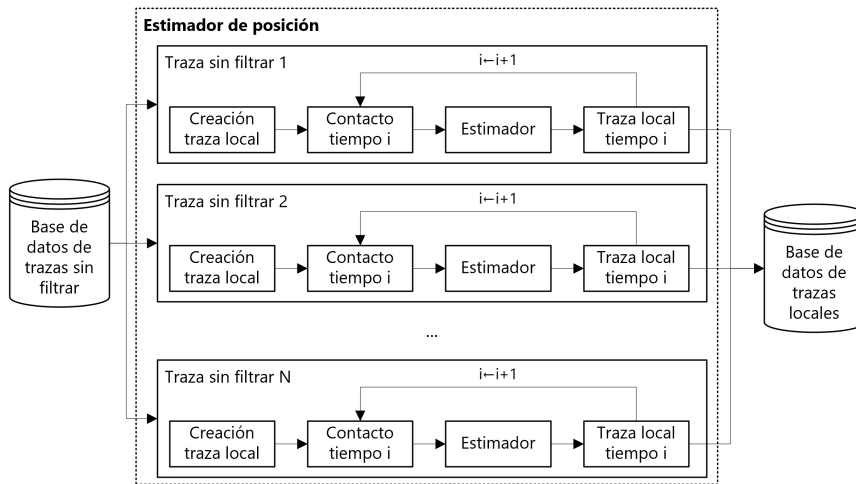 Estimador de posición
Traza sin filtrar 1
i←i+1
Creación
traza local
Contacto
tiempo i
Estimador
Traza local
tiempo i
Base de
datos de
trazas sin
filtrar
Traza sin filtrar 2
i←i+1
Creación
traza local
Contacto
tiempo i
Estimador
Traza local
tiempo i
Base de
datos de
trazas
locales
...
Traza sin filtrar N
i←i+1
Creación
traza local
Contacto
tiempo i
Estimador
Traza local
tiempo i